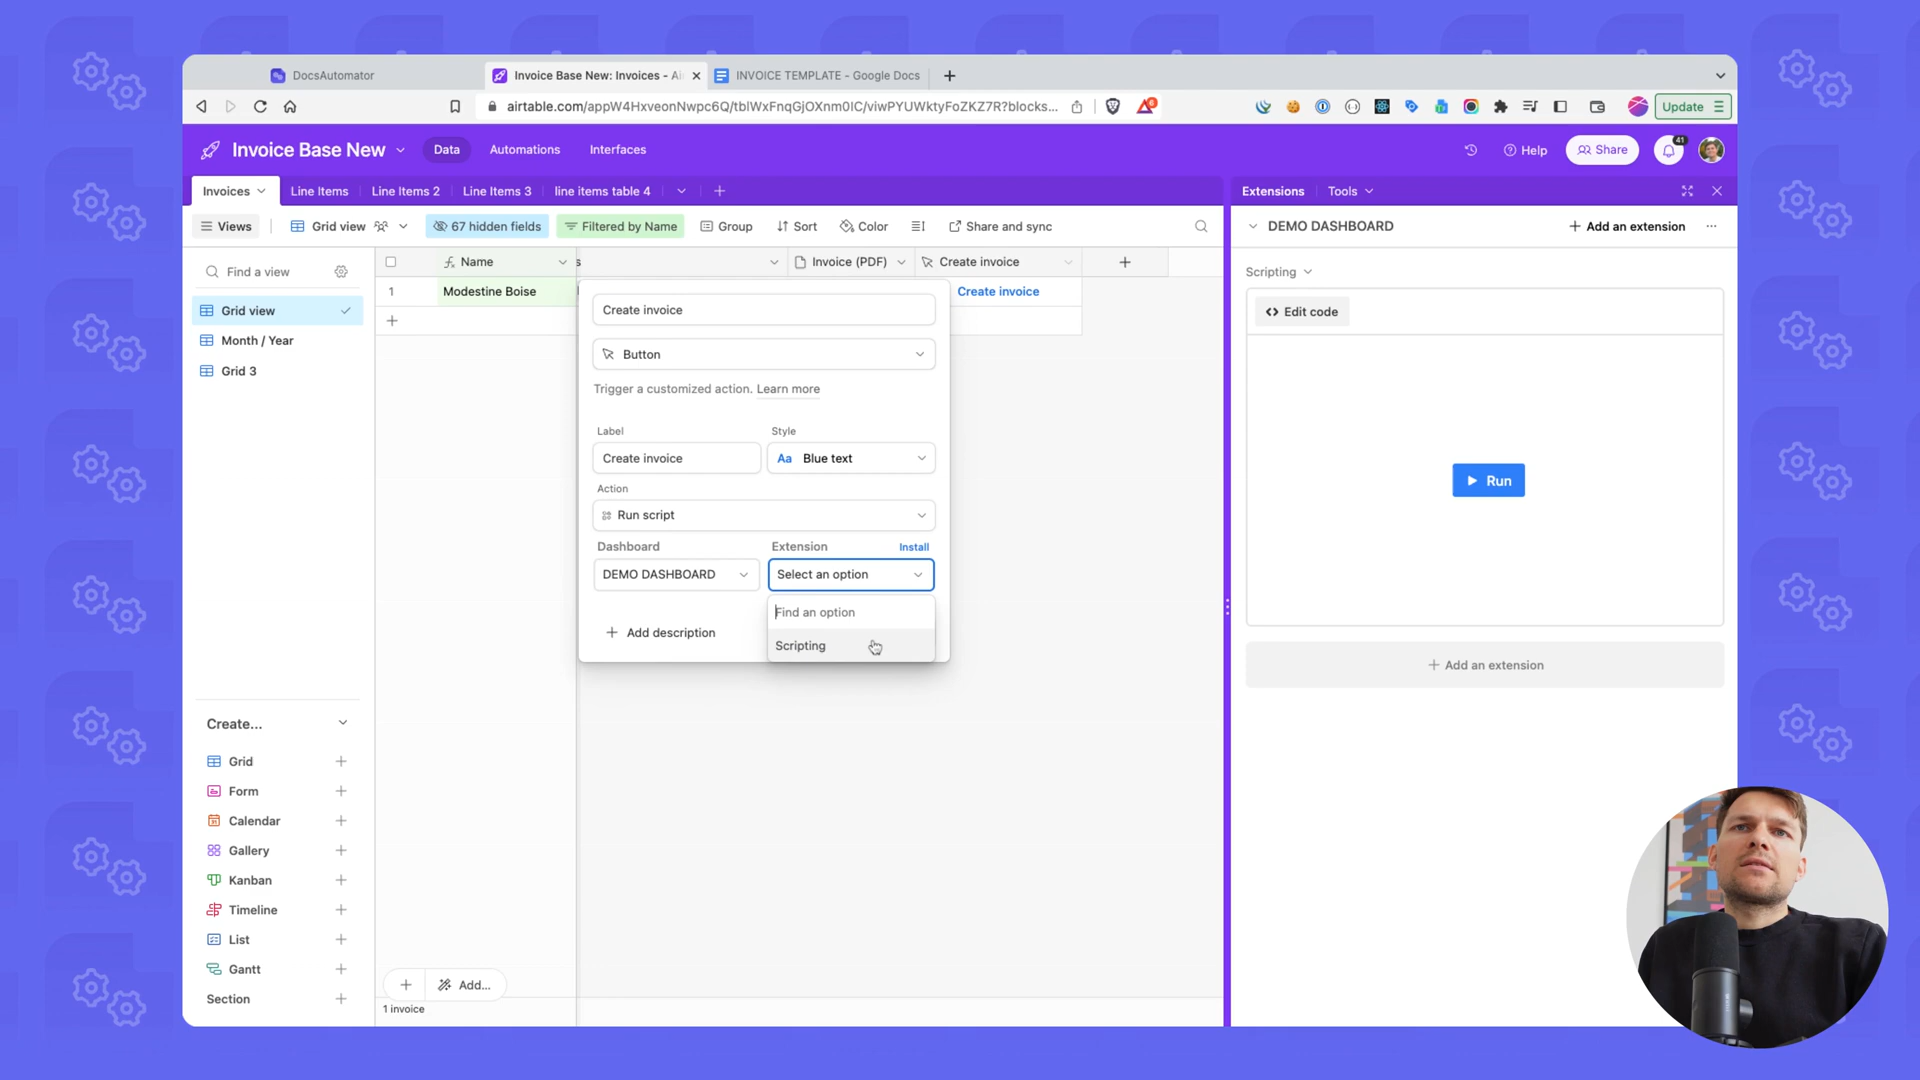 DocsAutomator
Invoice Base New: Invoices - Ai
INVOICE TEMPLATE - Google Docs
airtable.com/appW4HxveonNwpc6Q/tblWxFnqGjOXnm0IC/viwPYUWktyFoZKZ7R?blocks...
Update
Invoice Base New
Data
Automations
Interfaces
Help
Share
41
Invoices
Line Items
Line Items 2
Line Items 3
line items table 4
Extensions
Tools
Views
Grid view
67 hidden fields
Filtered by Name
Group
Sort
Color
Share and sync
DEMO DASHBOARD
Add an extension
Find a view
Name
s
Invoice (PDF)
Create invoice
Scripting
1
Modestine Boise
Create invoice
Create invoice
Edit code
Grid view
Month / Year
Grid 3
Button
Trigger a customized action. Learn more
Label
Style
Create invoice
Aa Blue text
Action
Run script
Run
Dashboard
Extension
Install
DEMO DASHBOARD
Select an option
Find an option
Add description
Scripting
Add an extension
Create...
Grid
Form
Calendar
Gallery
Kanban
Timeline
List
Gantt
Section
Add...
1 invoice